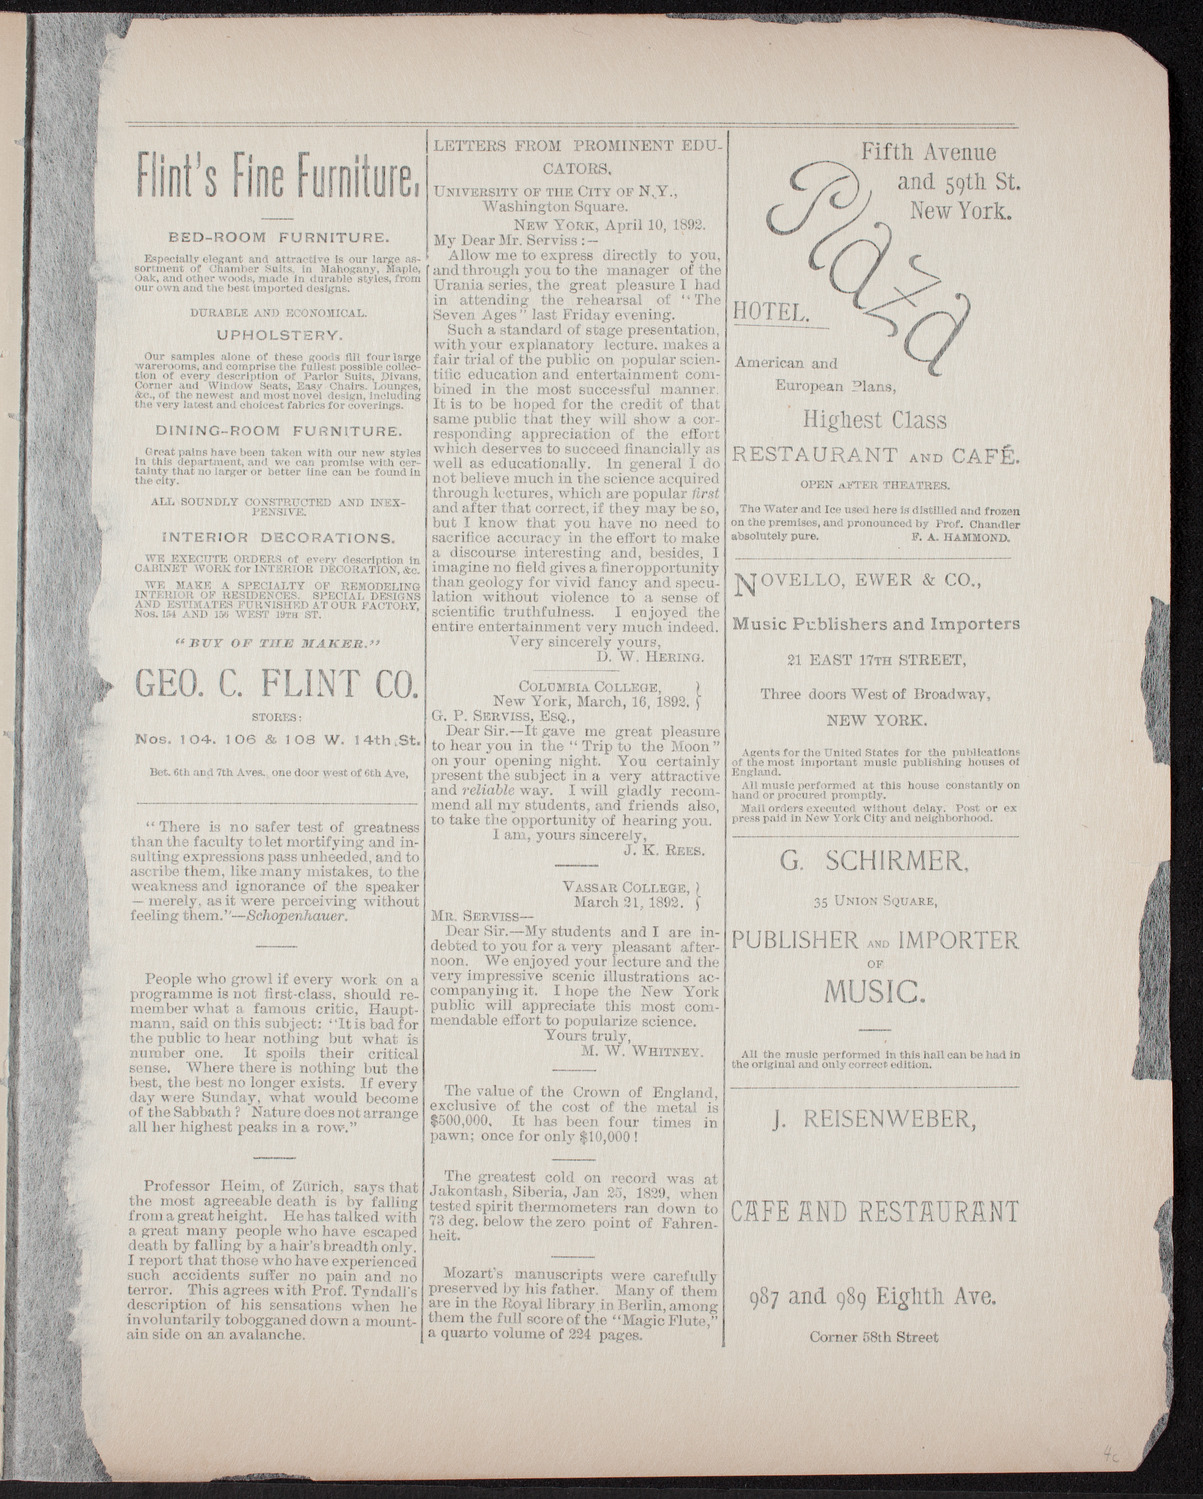 Flint's Fine Furniture.
BED-ROOM FURNITURE.
Especially elegant and attractive is our large as-
sortment of Chamber Suits, in Mahogany, Maple,
Oak, and other woods, made in durable styles, from
our own and the best imported designs.
DURABLE AND ECONOMICAL.
UPHOLSTERY.
Our samples alone of these goods fill four large
warerooms, and comprise the fullest possible collec-
tion of every description of Parlor Suits, Divans,
Corner and Window Seats, Easy Chairs. Lounges,
&c., of the newest and most novel design, including
the very latest and choicest fabrics for coverings.
DINING-ROOM FURNITURE.
Great pains have been taken with our new styles
in this department, and we can promise with cer-
tainty that no larger or better line can be found in
the city.
ALL SOUNDLY CONSTRUCTED AND INEX-
PENSIVE.
INTERIOR DECORATIONS.
WE EXECUTE ORDERS of every description in
CABINET WORK for INTERIOR DECORATION, &c.
WE MAKE A SPECIALTY OF REMODELING
INTERIOR OF RESIDENCES. SPECIAL DESIGNS
AND ESTIMATES FURNISHED AT OUR FACTORY,
Nos. 154 AND 156 WEST 19TH ST.
"BUY OF THE MAKER."
GEO. C. FLINT CO.
STORES:
Nos. 104. 106 & 108 W. 14th St.
Bet. 6th and 7th Aves., one door west of 6th Ave,
"There is no safer test of greatness
than the faculty to let mortifying and in-
sulting expressions pass unheeded, and to
ascribe them, like many mistakes, to the
weakness and ignorance of the speaker
—merely, as it were perceiving without
feeling them."—Schopenhauer.
People who growl if every work on a
programme is not first-class, should re-
member what a famous critic, Haupt-
mann, said on this subject: "It is bad for
the public to hear nothing but what is
number one. It spoils their critical
sense. Where there is nothing but the
best, the best no longer exists. If every
day were Sunday, what would become
of the Sabbath? Nature does not arrange
all her highest peaks in a row."
Professor Heim, of Zürich, says that
the most agreeable death is by falling
from a great height. He has talked with
a great many people who have escaped
death by falling by a hair's breadth only.
I report that those who have experienced
such accidents suffer no pain and no
terror. This agrees with Prof. Tyndall's
description of his sensations when he
involuntarily tobogganed down a mount-
ain side on an avalanche.
LETTERS FROM PROMINENT EDU-
CATORS.
UNIVERSITY OF THE CITY OF N.Y.,
Washington Square.
NEW YORK, April 10, 1892.
My Dear Mr. Serviss:—
Allow me to express directly to you,
and through you to the manager of the
Urania series, the great pleasure I had
in attending the rehearsal of "The
Seven Ages" last Friday evening.
Such a standard of stage presentation,
with your explanatory lecture. makes a
fair trial of the public on popular scien-
tific education and entertainment com-
bined in the most successful manner.
It is to be hoped for the credit of that
same public that they will show a cor-
responding appreciation of the effort
which deserves to succeed financially as
well as educationally. In general I do
not believe much in the science acquired
through lectures, which are popular first
and after that correct, if they may be so,
but I know that you have no need to
sacrifice accuracy in the effort to make
a discourse interesting and, besides, I
imagine no field gives a finer opportunity
than geology for vivid fancy and specu-
lation without violence to a sense of
scientific truthfulness. I enjoyed the
entire entertainment very much indeed.
Very sincerely yours,
D. W. HERING.
COLUMBIA COLLEGE, }
New York, March, 16, 1892. }
G. P. SERVISS, ESQ.,
Dear Sir.—It gave me great pleasure
to hear you in the "Trip to the Moon"
on your opening night. You certainly
present the subject in a very attractive
and reliable way. I will gladly recom-
mend all my students, and friends also,
to take the opportunity of hearing you.
I am, yours sincerely,
J. K. REES.
VASSAR COLLEGE, }
March 21, 1892. }
MR. SERVISS—
Dear Sir.—My students and I are in-
debted to you for a very pleasant after-
noon. We enjoyed your lecture and the
very impressive scenic illustrations ac-
companying it. I hope the New York
public will appreciate this most com-
mendable effort to popularize science.
Yours truly,
M. W. WHITNEY.
The value of the Crown of England,
exclusive of the cost of the metal is
$500,000. It has been four times in
pawn; once for only $10,000!
The greatest cold on record was at
Jakontash, Siberia, Jan 25, 1829, when
tested spirit thermometers ran down to
73 deg. below the zero point of Fahren-
heit.
Mozart's manuscripts were carefully
preserved by his father. Many of them
are in the Royal library in Berlin, among
them the full score of the "Magic Flute,"
a quarto volume of 224 pages.
Fifth Avenue
and 59th St.
New York.
Plaza
HOTEL.
American and
European Plans,
Highest Class
RESTAURANT AND CAFÉ.
OPEN AFTER THEATRES.
The Water and Ice used here is distilled and frozen
on the premises, and pronounced by Prof. Chandler
absolutely pure. F. A. HAMMOND.
NOVELLO, EWER & CO.,
Music Publishers and Importers
21 EAST 17TH STREET,
Three doors West of Broadway,
NEW YORK.
Agents for the United States for the publications
of the most important music publishing houses of
England.
All music performed at this house constantly on
hand or procured promptly.
Mail orders executed without delay. Post or ex
press paid in New York City and neighborhood.
G. SCHIRMER,
35 UNION SQUARE,
PUBLISHER AND IMPORTER
OF
MUSIC.
All the music performed in this hall can be had in
the original and only correct edition.
J. REISENWEBER,
CAFE AND RESTAURANT
987 and 989 Eighth Ave.
Corner 58th Street
4c